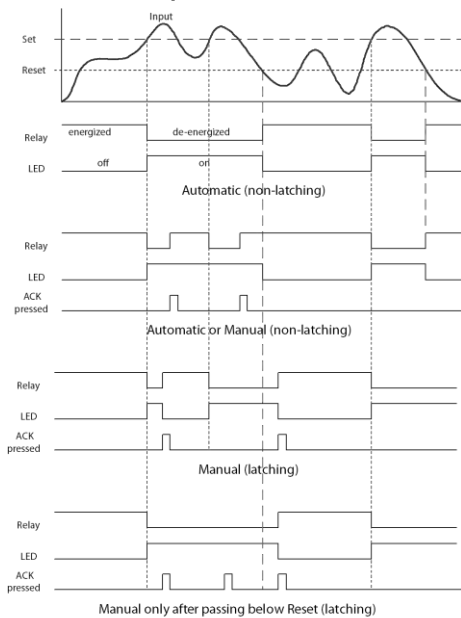 Input
Set
Reset
energized de-energized
Relay
off on
LED
Automatic (non-latching)
Relay
LED
ACK
pressed
Automatic or Manual (non-latching)
Relay
LED
ACK
pressed
Manual (latching)
Relay
LED
ACK
pressed
Manual only after passing below Reset (latching)